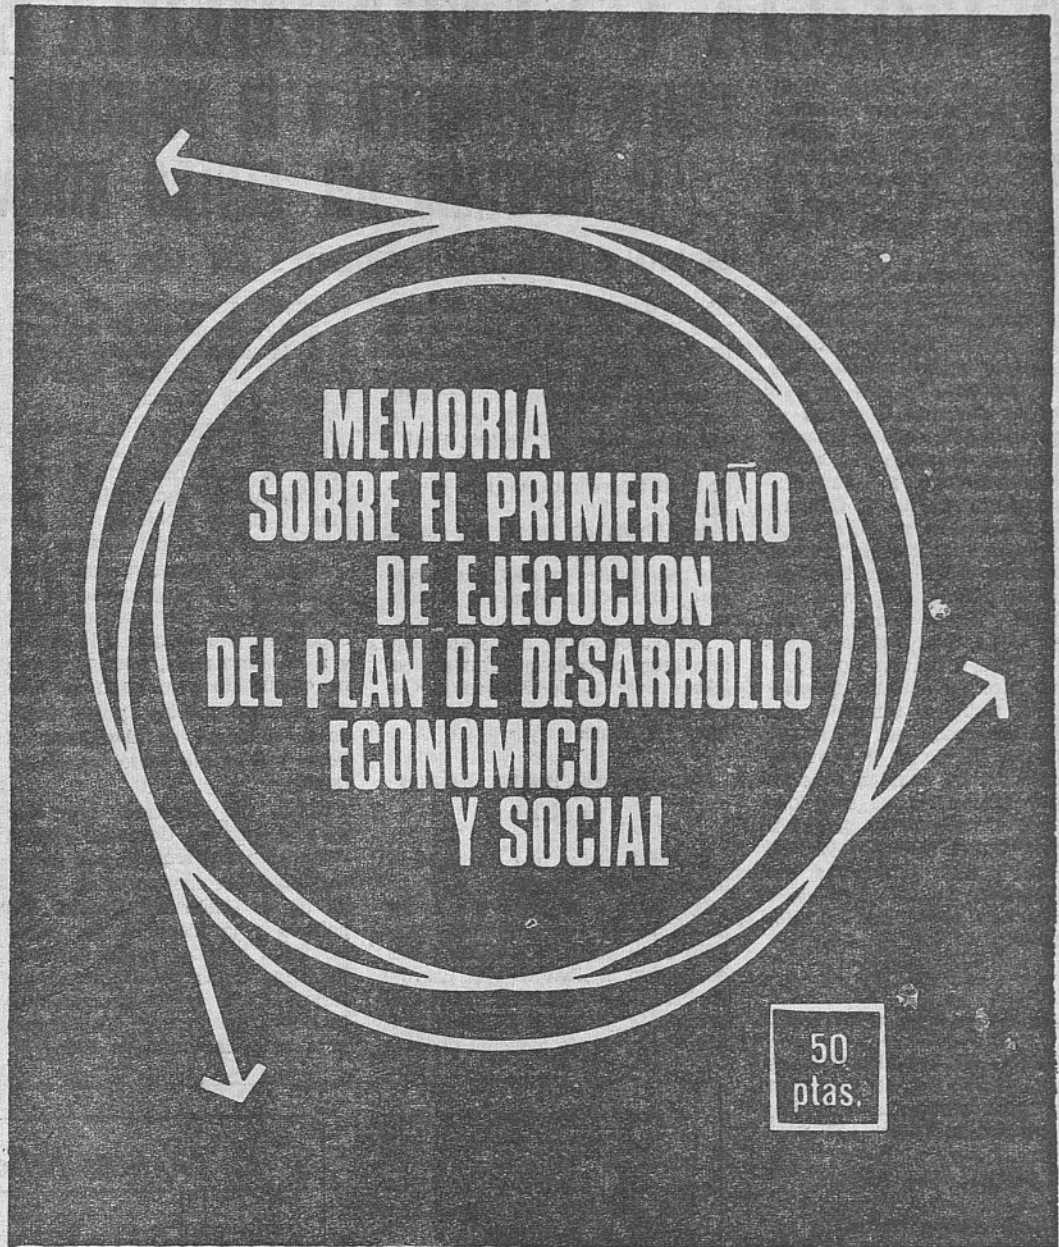 MEMORIA
SOBRE EL PRIMER AÑO
DE EJECUCION
DEL PLAN DE DESARROLLO
ECONOMICO
Y SOCIAL
50
ptas.